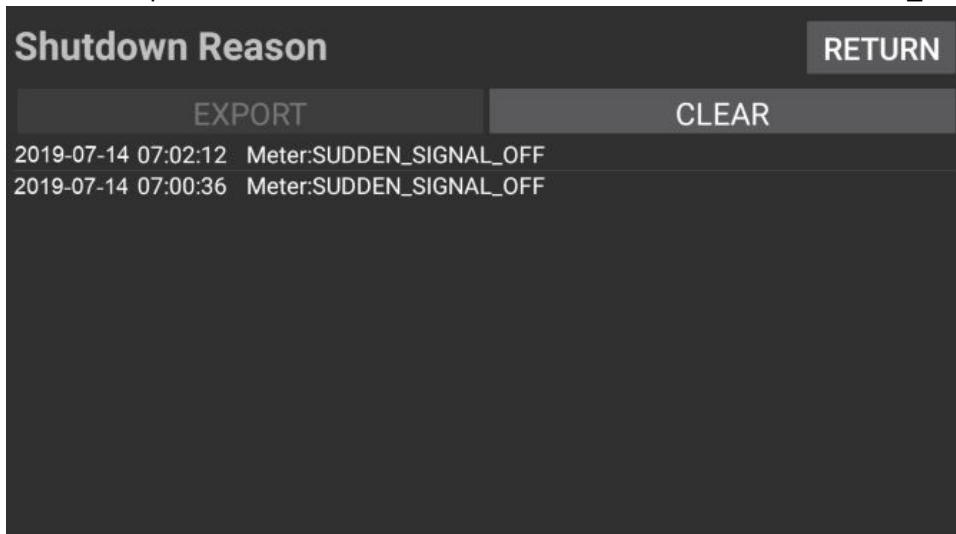 Shutdown Reason
RETURN
EXPORT
CLEAR
2019-07-14 07:02:12 Meter:SUDDEN_SIGNAL_OFF
2019-07-14 07:00:36 Meter:SUDDEN_SIGNAL_OFF